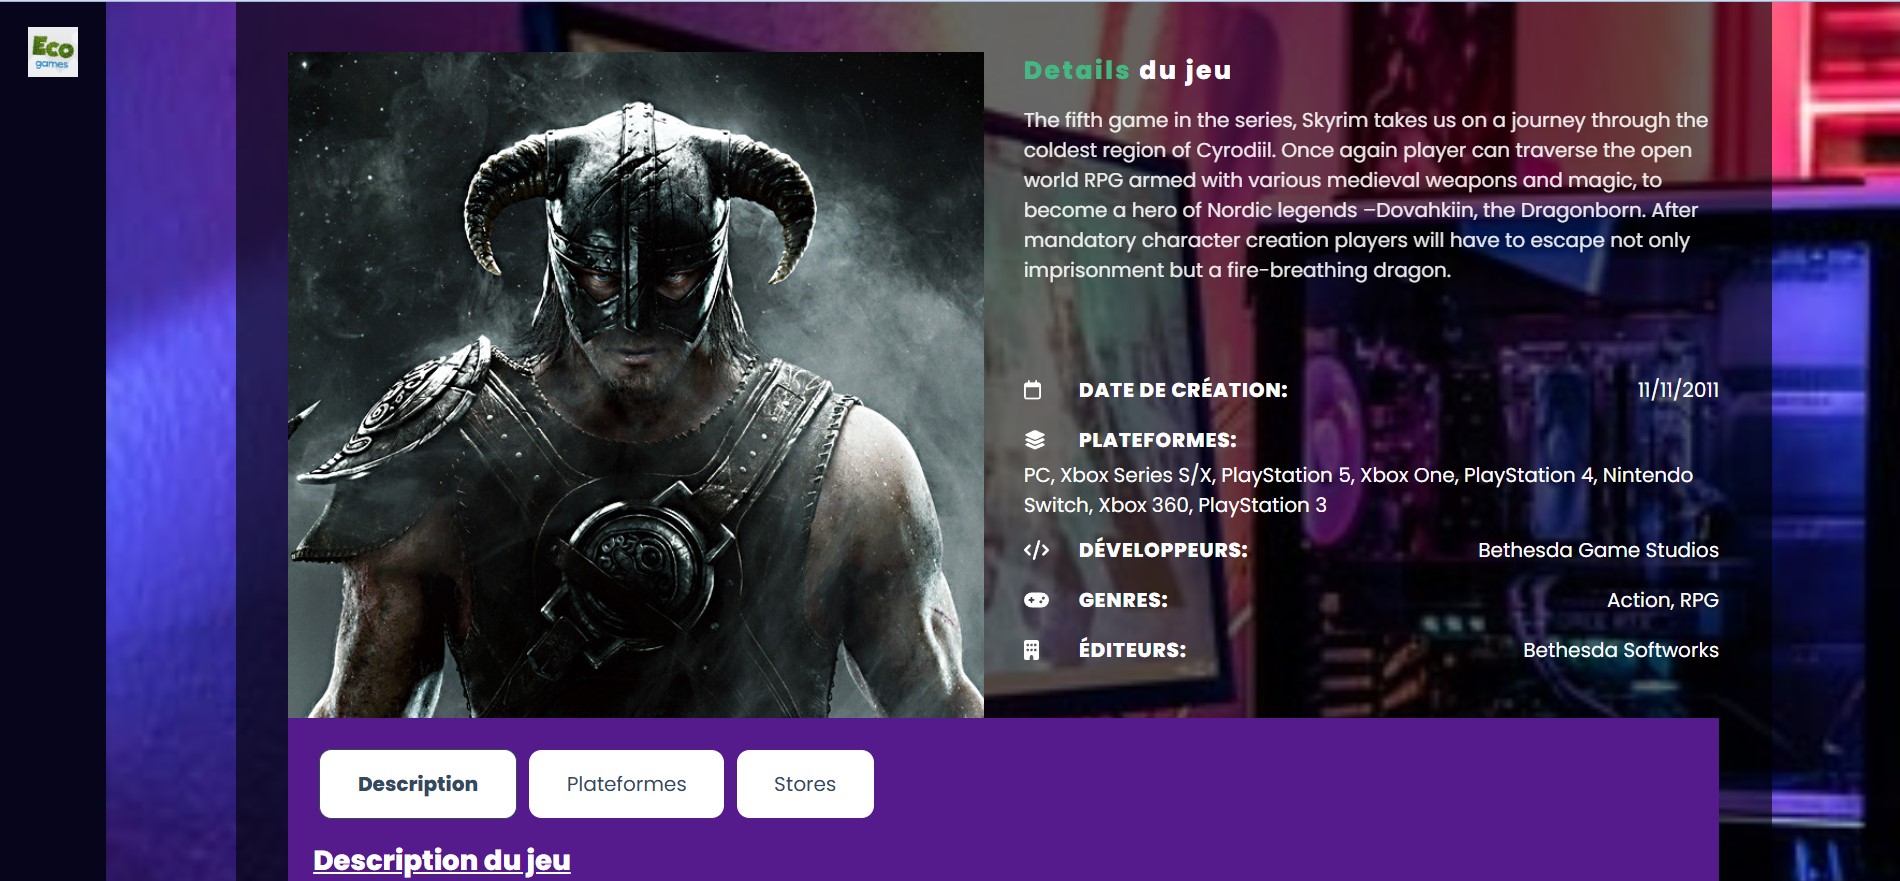 Eco
games
Details du jeu
The fifth game in the series, Skyrim takes us on a journey through the
coldest region of Cyrodiil. Once again player can traverse the open
world RPG armed with various medieval weapons and magic, to
become a hero of Nordic legends –Dovahkiin, the Dragonborn. After
mandatory character creation players will have to escape not only
imprisonment but a fire-breathing dragon.
DATE DE CRÉATION: 11/11/2011
PLATEFORMES:
PC, Xbox Series S/X, PlayStation 5, Xbox One, PlayStation 4, Nintendo
Switch, Xbox 360, PlayStation 3
DÉVELOPPEURS: Bethesda Game Studios
GENRES: Action, RPG
ÉDITEURS: Bethesda Softworks
Description Plateformes Stores
Description du jeu